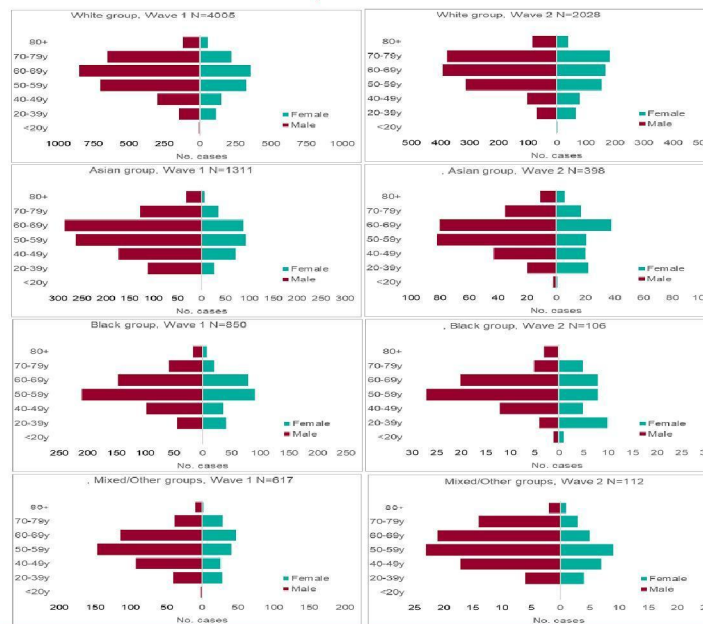 White group, Wave 1 N=4005
80+
70-79y
60-69y
50-59y
40-49y
20-39y
<20y
Female
Male
1000 750 500 250 0 250 500 750 1000
No. cases
White group, Wave 2 N=2028
80+
70-79y
60-69y
50-59y
40-49y
20-39y
<20y
Female
Male
500 400 300 200 100 0 100 200 300 400 50
No. cases
Asian group, Wave 1 N=1311
80+
70-79y
60-69y
50-59y
40-49y
20-39y
<20y
Female
Male
300 250 200 150 100 50 0 50 100 150 200 250 300
No. cases
, Asian group, Wave 2 N=398
80+
70-79y
60-69y
50-59y
40-49y
20-39y
<20y
Female
Male
100 80 60 40 20 0 20 40 60 80 10
No. cases
Black group, Wave 1 N=850
80+
70-79y
60-69y
50-59y
40-49y
20-39y
<20y
Female
Male
250 200 150 100 50 0 50 100 150 200 250
No. cases
, Black group, Wave 2 N=106
80+
70-79y
60-69y
50-59y
40-49y
20-39y
<20y
Female
Male
30 25 20 15 10 5 0 5 10 15 20 25 30
No. cases
, Mixed/Other groups, Wave 1 N=617
80+
70-79y
60-69y
50-59y
40-49y
20-39y
<20y
Female
Male
200 150 100 50 0 50 100 150 200
No. cases
Mixed/Other groups, Wave 2 N=112
80+
70-79y
60-69y
50-59y
40-49y
20-39y
<20y
Female
Male
25 20 15 10 5 0 5 10 15 20 25
No. cases